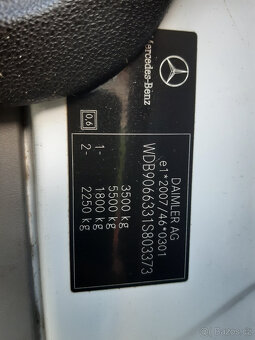 Mercedes-Benz
DAIMLER AG
e1*2007/46*0301
WDB9066331S803373
3500 kg
5500 kg
1- 1800 kg
2- 2250 kg
0,6